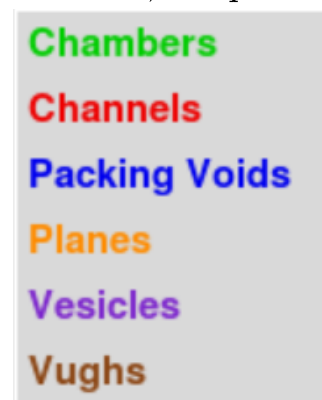 Chambers
Channels
Packing Voids
Planes
Vesicles
Vughs